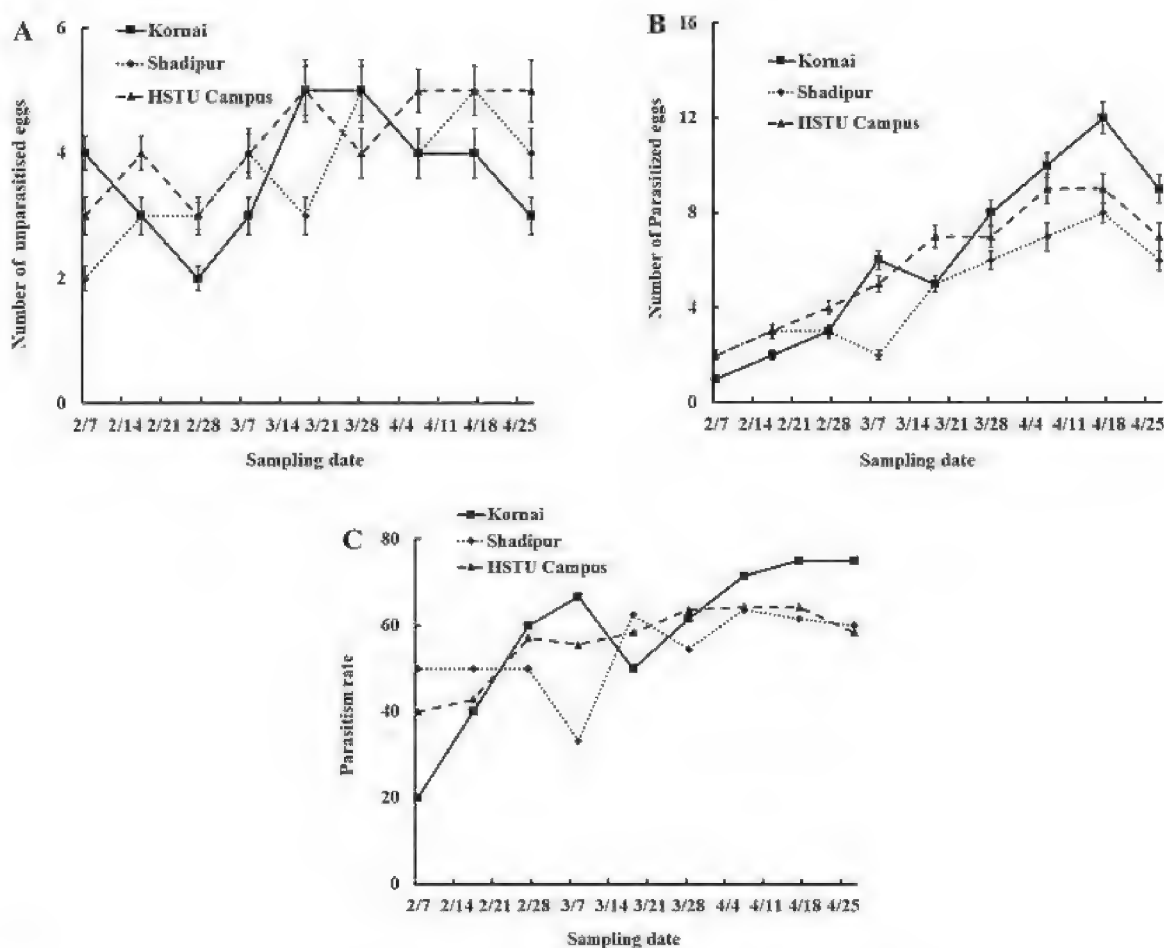 A
Kornai
Shadipur
HSTU Campus
6
4
2
0
Number of unparasitised eggs
2/7 2/14 2/21 2/28 3/7 3/14 3/21 3/28 4/4 4/11 4/18 4/25
Sampling date
B
Kornai
Shadipur
HSTU Campus
16
12
8
4
0
Number of Parasitized eggs
2/7 2/14 2/21 2/28 3/7 3/14 3/21 3/28 4/4 4/11 4/18 4/25
Sampling date
C
Kornai
Shadipur
HSTU Campus
80
60
40
20
0
Parasitism rate
2/7 2/14 2/21 2/28 3/7 3/14 3/21 3/28 4/4 4/11 4/18 4/25
Sampling date